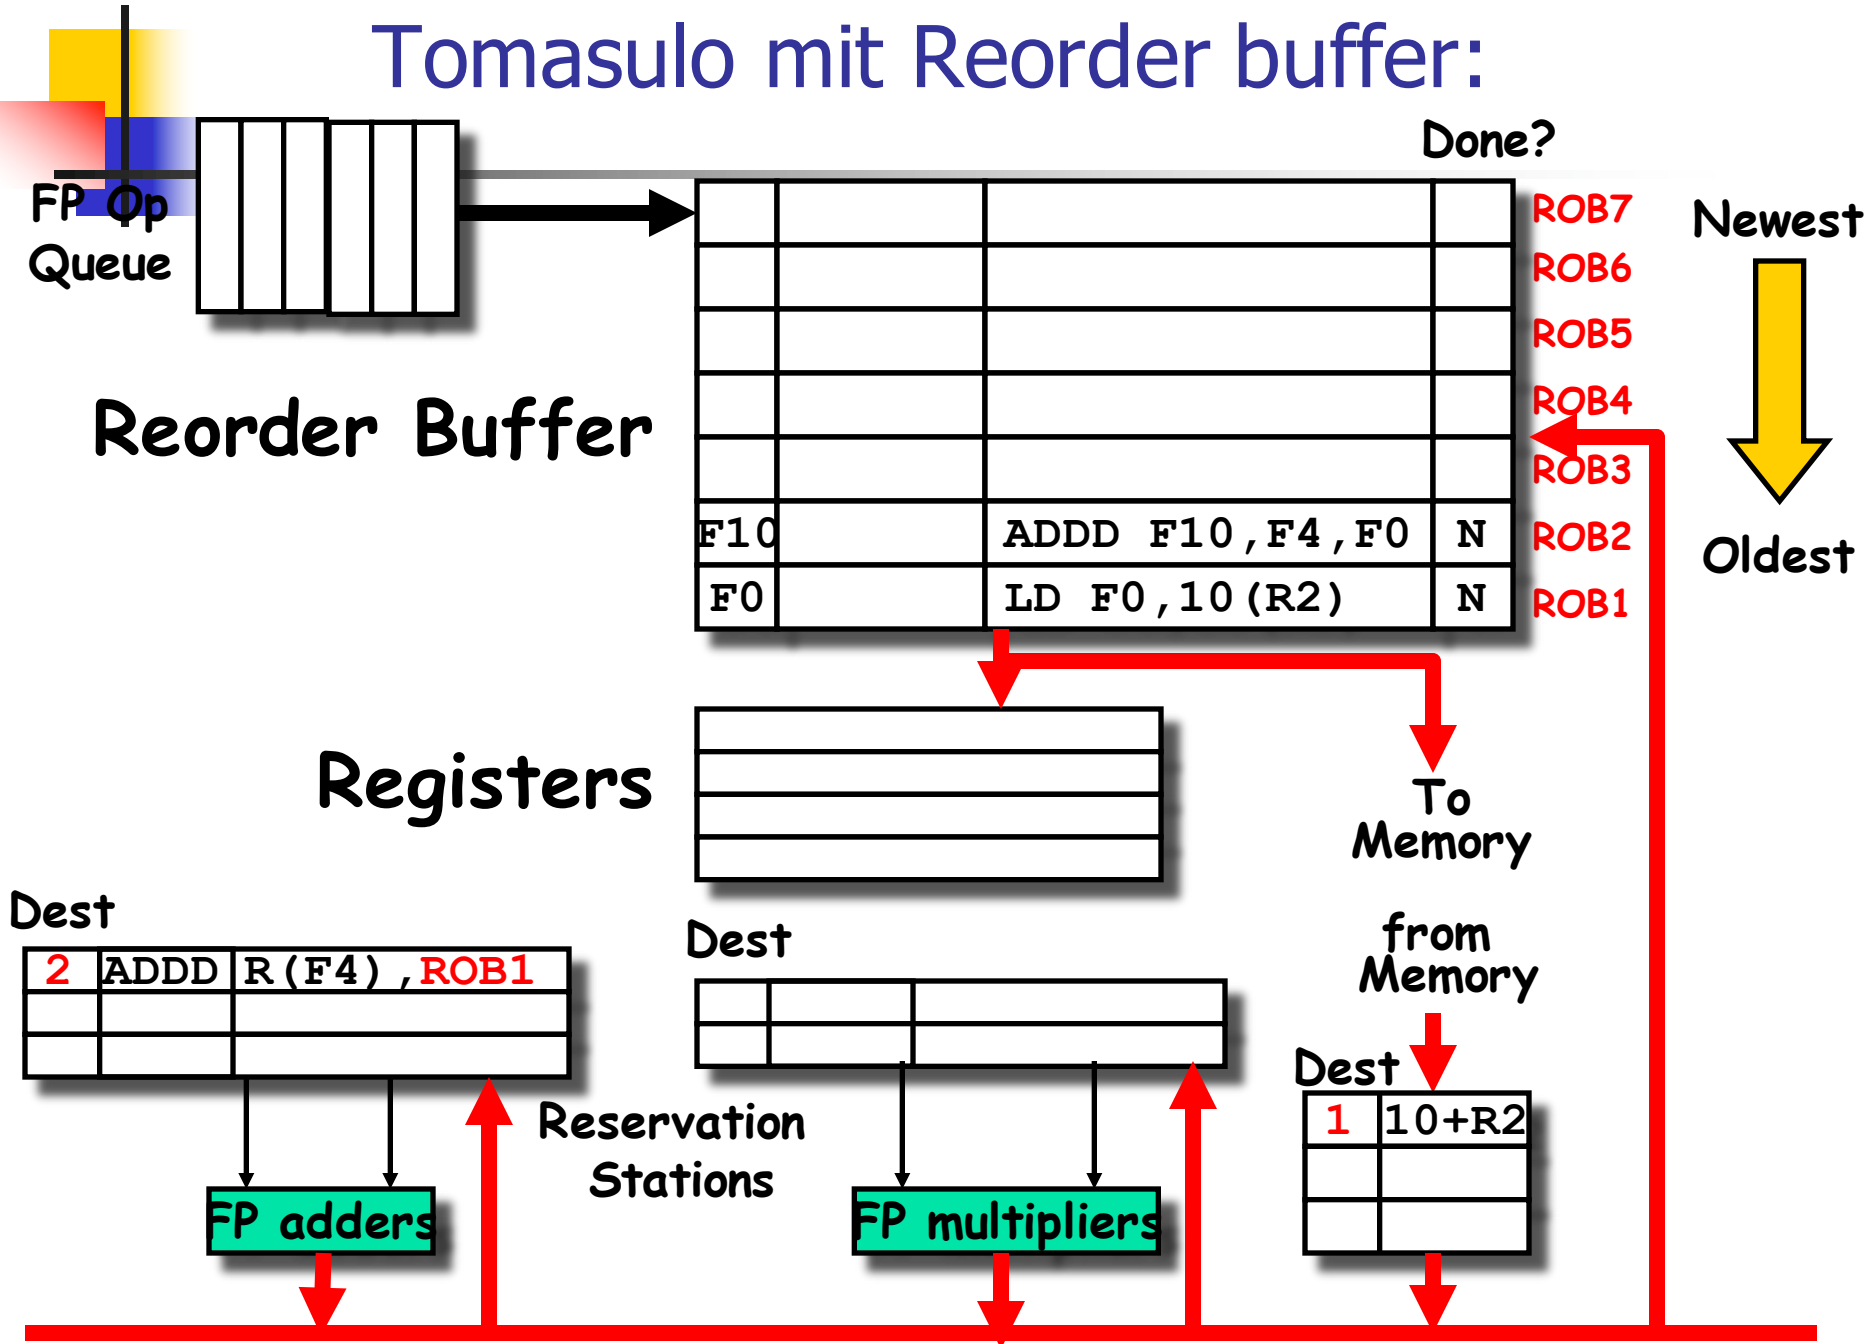 Tomasulo mit Reorder buffer:
Done?
FP Op
Queue
ROB7
Newest
ROB6
ROB5
Reorder Buffer
ROB4
ROB3
F10 ADDD F10,F4,F0 N ROB2
Oldest
F0 LD F0,10(R2) N ROB1
Registers
To
Memory
Dest
Dest
from
Memory
2 ADDD R(F4),ROB1
Dest
Reservation
Stations
1 10+R2
FP adders
FP multipliers